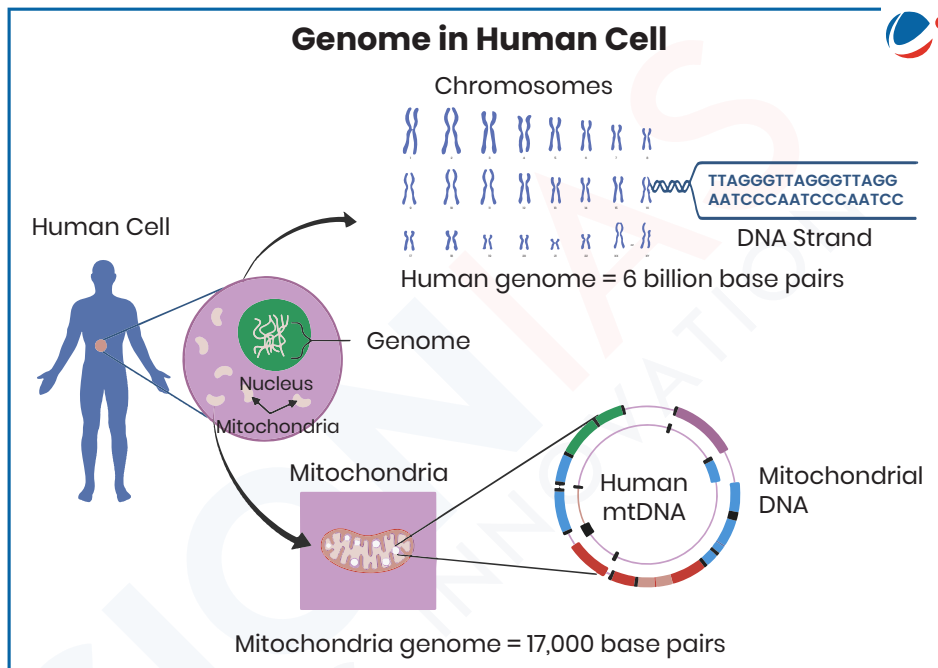 Genome in Human Cell
Chromosomes
TTAGGGTTAGGGTTAGG
AATCCCAATCCCAATCC
DNA Strand
Human genome = 6 billion base pairs
Human Cell
Genome
Nucleus
Mitochondria
Mitochondria
Human
mtDNA
Mitochondrial
DNA
Mitochondria genome = 17,000 base pairs
INNOVATION